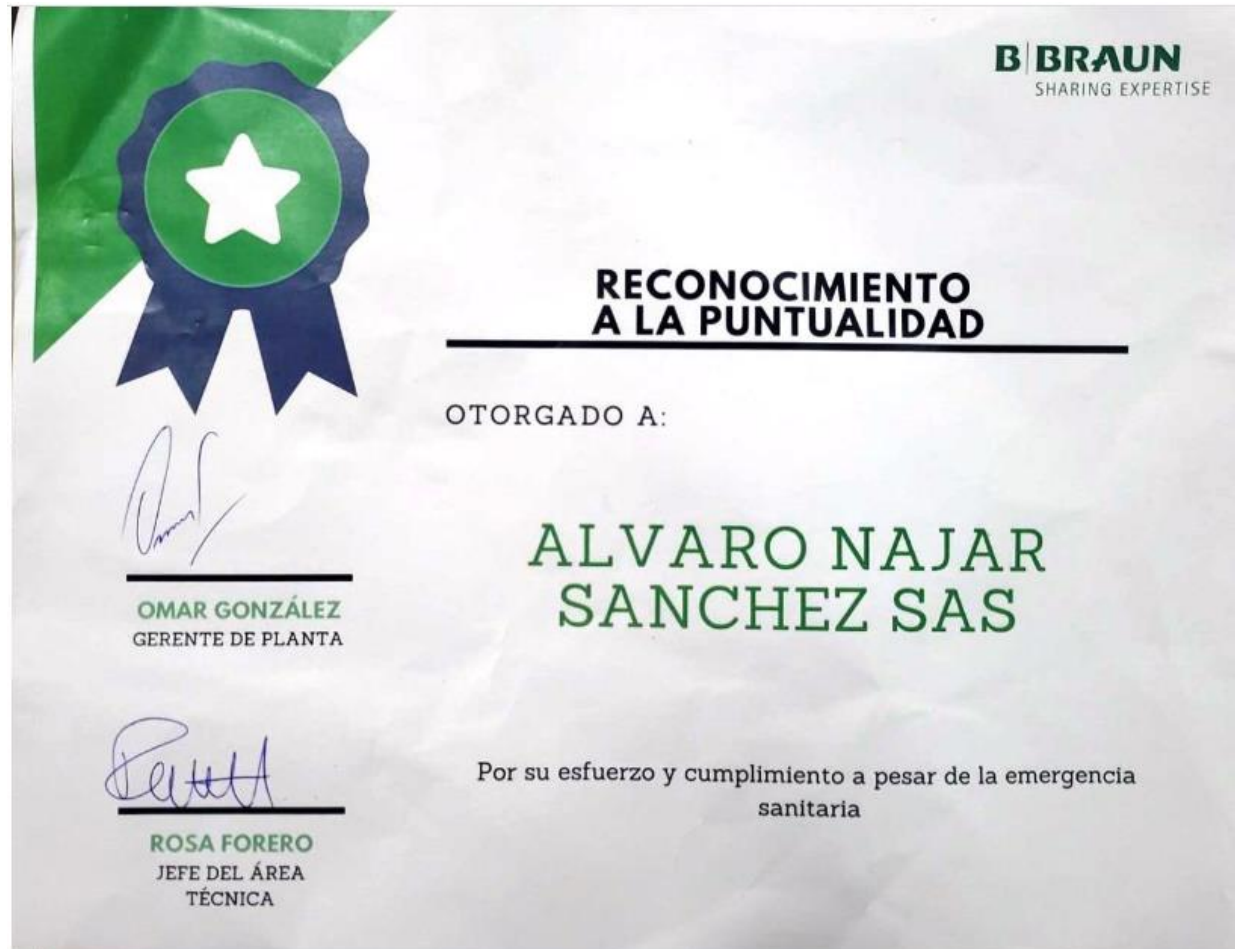 B|BRAUN
SHARING EXPERTISE
RECONOCIMIENTO
A LA PUNTUALIDAD
OTORGADO A:
ALVARO NAJAR
SANCHEZ SAS
Por su esfuerzo y cumplimiento a pesar de la emergencia
sanitaria
OMAR GONZÁLEZ
GERENTE DE PLANTA
ROSA FORERO
JEFE DEL ÁREA
TÉCNICA